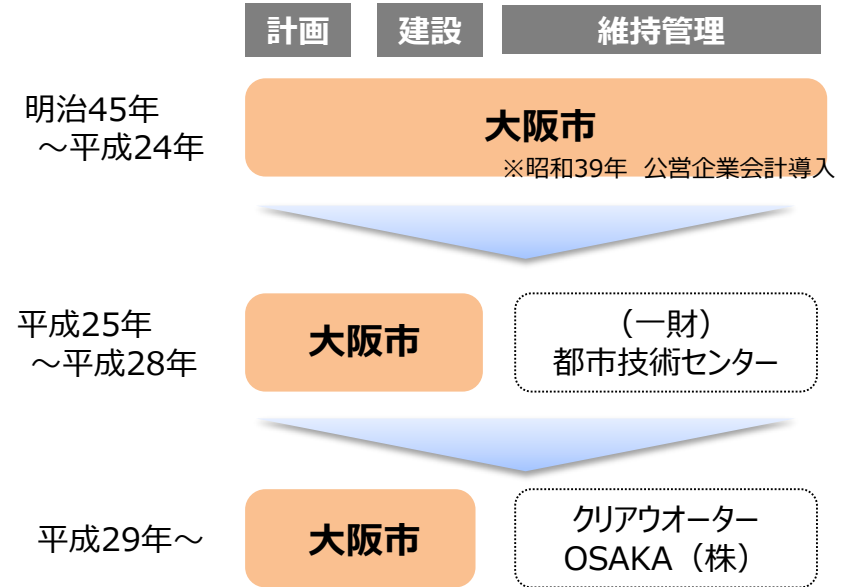 計画 建設 維持管理
明治45年
～平成24年
大阪市
※昭和39年 公営企業会計導入
平成25年
～平成28年
大阪市
（一財）
都市技術センター
平成29年～
大阪市
クリアウオーター
OSAKA（株）